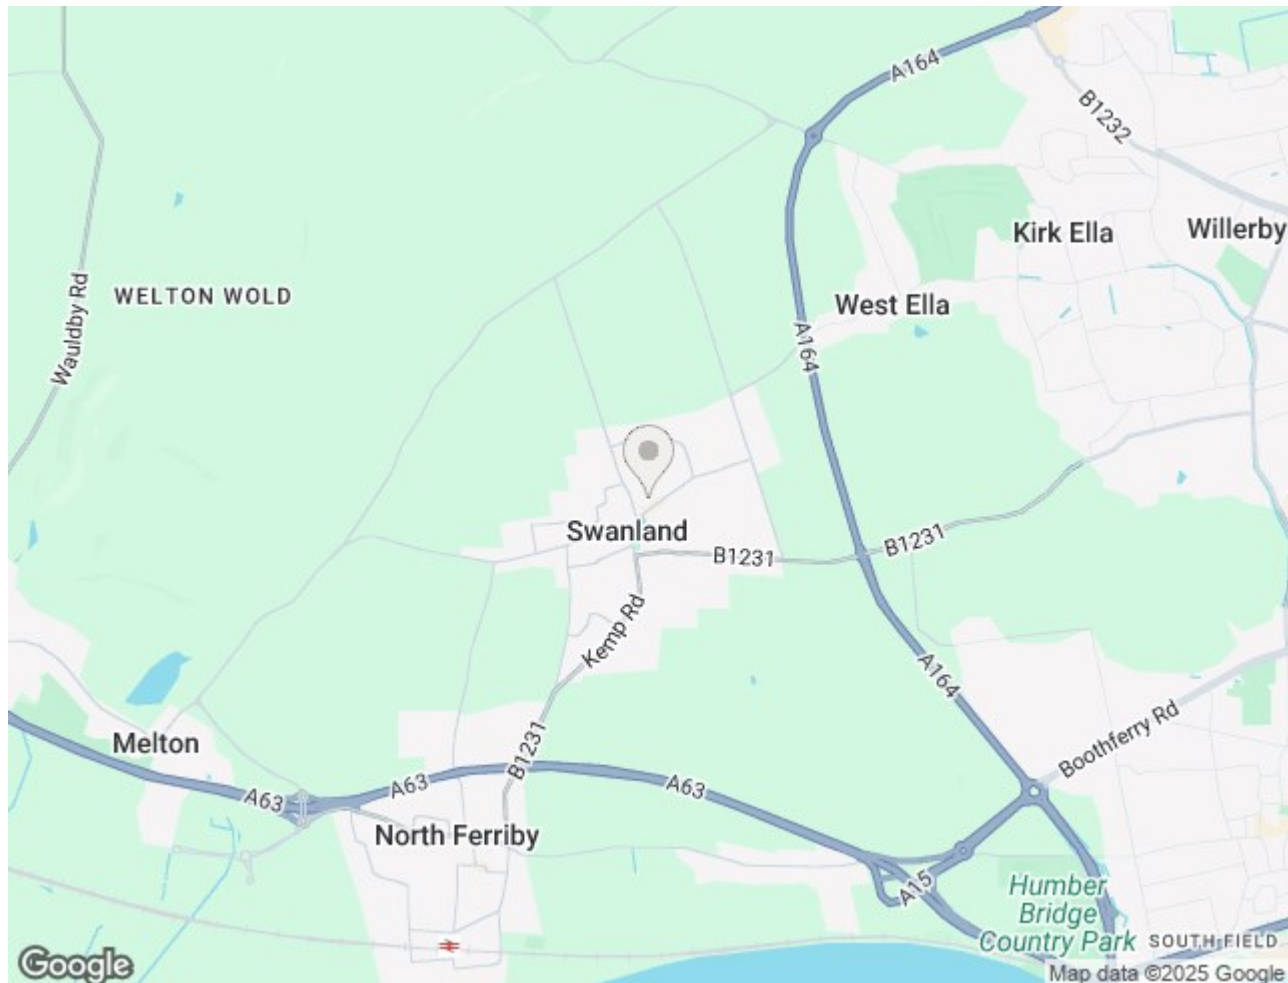 A164
B1232
Kirk Ella
Willerby
Wauldby Rd
WELTON WOLD
West Ella
A164
Swanland
B1231
B1231
Kemp Rd
A164
Boothferry Rd
Melton
B1231
A63
A63
A63
North Ferriby
A15
Humber
Bridge
Country Park
SOUTH FIELD
Google
Map data ©2025 Google